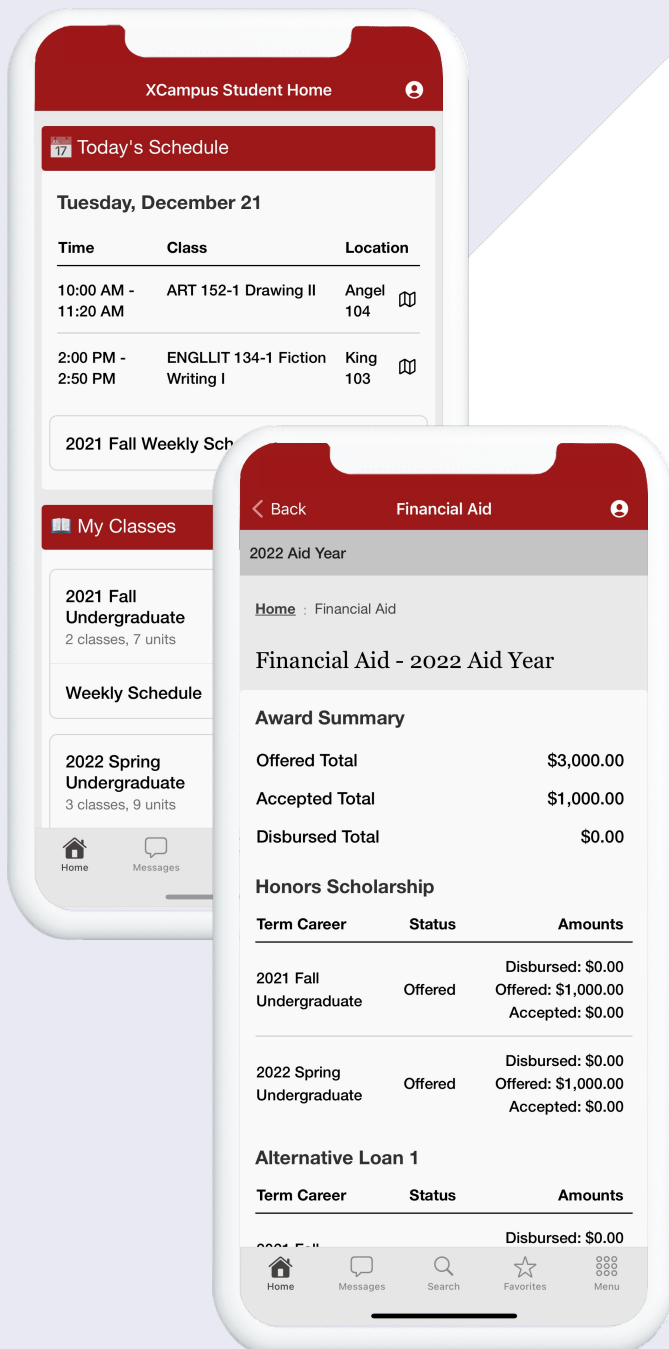 XCampus Student Home
17 Today's Schedule
Tuesday, December 21
Time Class Location
10:00 AM - ART 152-1 Drawing II Angel
11:20 AM 104
2:00 PM - ENGLLIT 134-1 Fiction King
2:50 PM Writing I 103
2021 Fall Weekly Sch
My Classes
2021 Fall
Undergraduate
2 classes, 7 units
Weekly Schedule
2022 Spring
Undergraduate
3 classes, 9 units
Home Messages
Back Financial Aid
2022 Aid Year
Home : Financial Aid
Financial Aid - 2022 Aid Year
Award Summary
Offered Total $3,000.00
Accepted Total $1,000.00
Disbursed Total $0.00
Honors Scholarship
Term Career Status Amounts
Disbursed: $0.00
2021 Fall
Undergraduate Offered Offered: $1,000.00
Accepted: $0.00
Disbursed: $0.00
2022 Spring
Undergraduate Offered Offered: $1,000.00
Accepted: $0.00
Alternative Loan 1
Term Career Status Amounts
Disbursed: $0.00
2021 Fall
Home Messages Search Favorites Menu